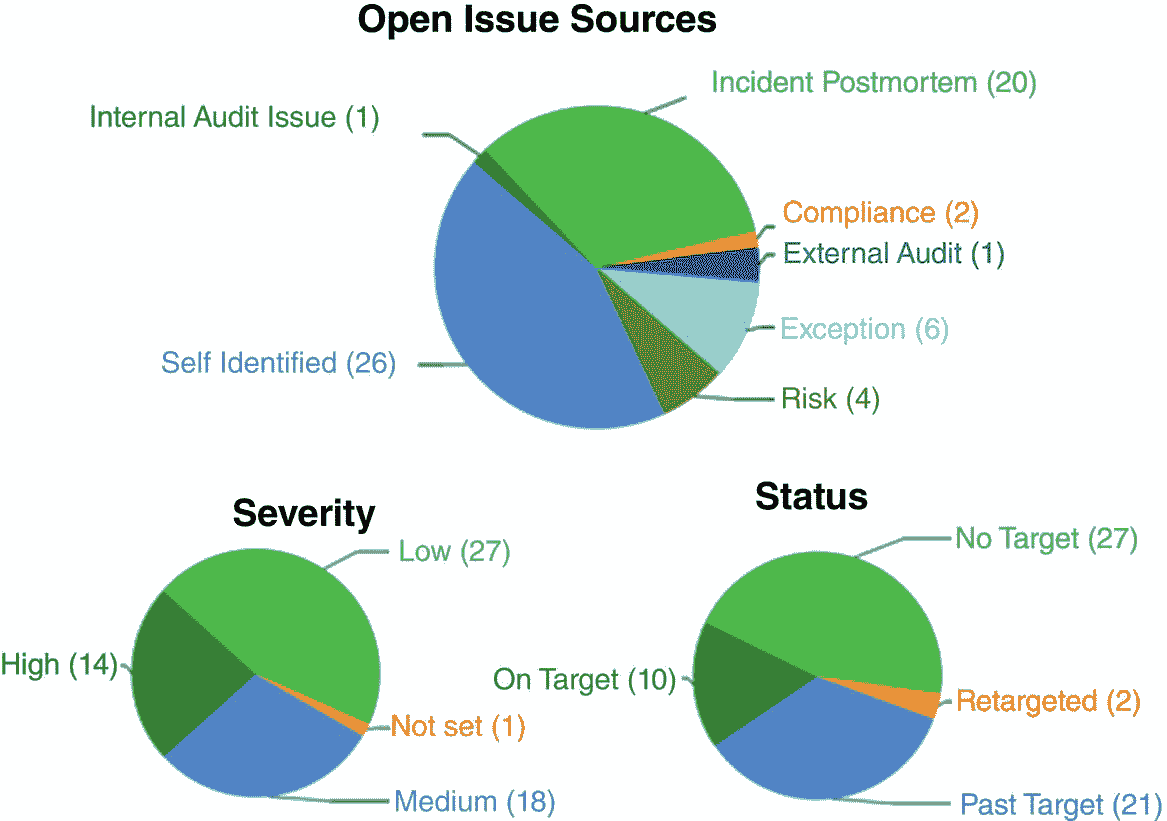 Open Issue Sources
Incident Postmortem (20)
Internal Audit Issue (1)
Compliance (2)
External Audit (1)
Exception (6)
Self Identified (26)
Risk (4)
Severity
Low (27)
High (14)
Not set (1)
Medium (18)
Status
No Target (27)
On Target (10)
Retargeted (2)
Past Target (21)